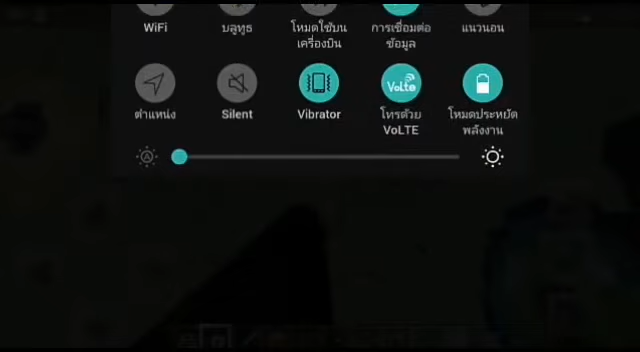 WiFi
บลูทูธ
โหมดใช้บน
เครื่องบิน
การเชื่อมต่อ
ข้อมูล
แนวนอน
VoLTE
ตำแหน่ง
Silent
Vibrator
โทรด้วย
VoLTE
โหมดประหยัด
พลังงาน
A